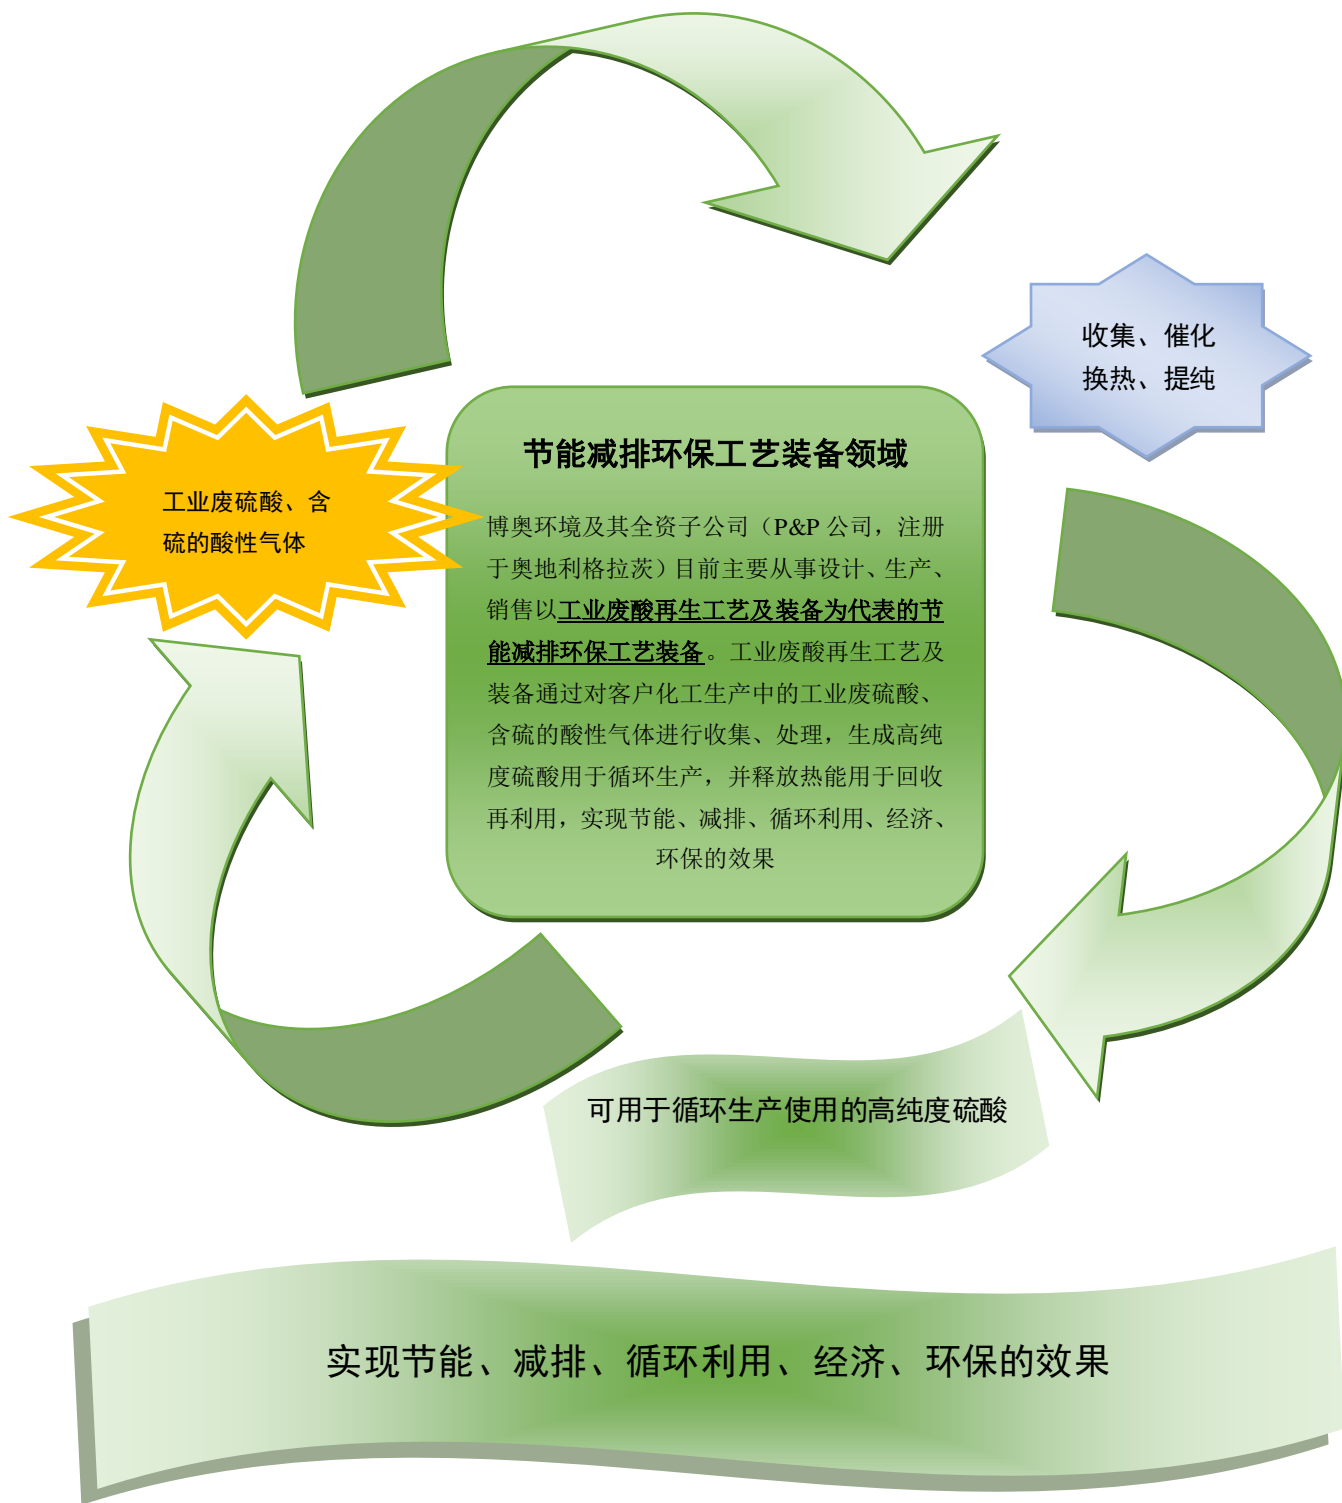 收集、催化
换热、提纯
节能减排环保工艺装备领域
工业废硫酸、含
硫的酸性气体
博奥环境及其全资子公司（P&P 公司，注册
于奥地利格拉茨）目前主要从事设计、生产、
销售以工业废酸再生工艺及装备为代表的节
能减排环保工艺装备。工业废酸再生工艺及
装备通过对客户化工生产中的工业废硫酸、
含硫的酸性气体进行收集、处理，生成高纯
度硫酸用于循环生产，并释放热能用于回收
再利用，实现节能、减排、循环利用、经济、
环保的效果
可用于循环生产使用的高纯度硫酸
实现节能、减排、循环利用、经济、环保的效果